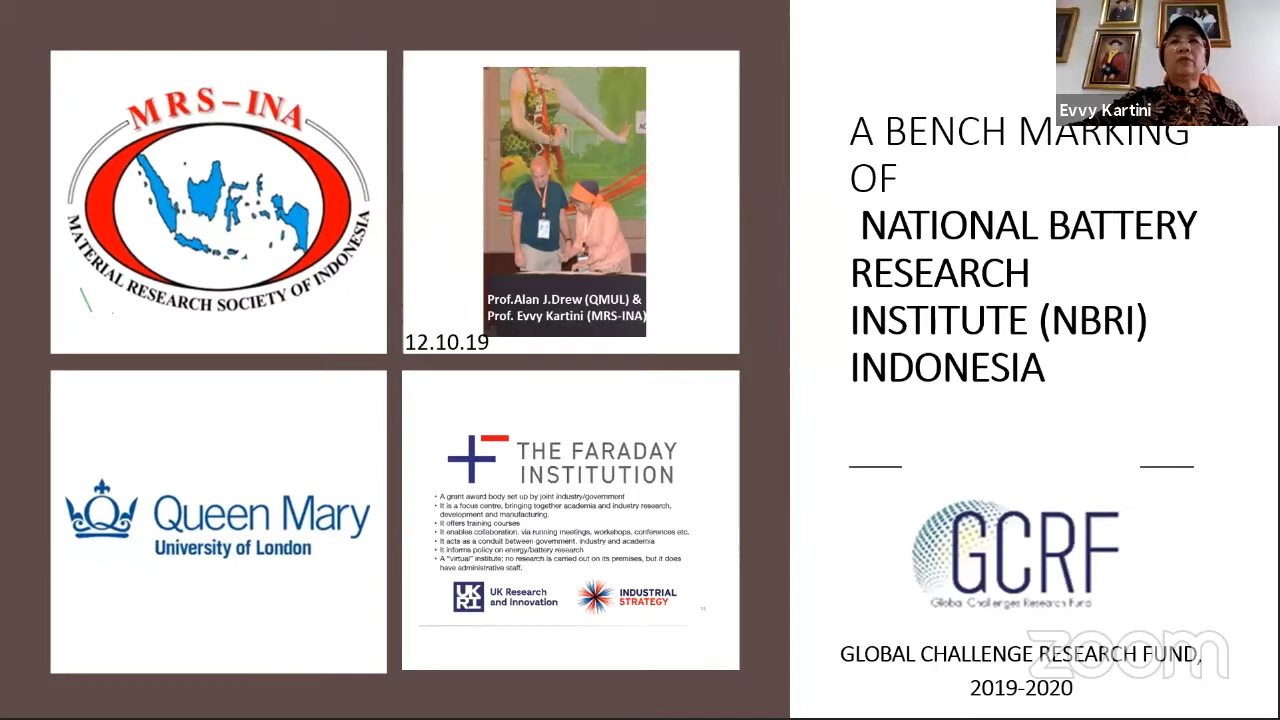 MRS-INA
MATERIAL RESEARCH SOCIETY OF INDONESIA
Prof.Alan J.Drew (QMUL) &
Prof. Evvy Kartini (MRS-INA)
12.10.19
Queen Mary
University of London
THE FARADAY
INSTITUTION
• A grant award body set up by joint industry/government
• It is a focus centre, bringing together academia and industry research,
development and manufacturing.
• It offers training courses
• It enables collaboration, via running meetings, workshops, conferences etc.
• It acts as a conduit between government, industry and academia
• It informs policy on energy/battery research
• A "virtual" institute; no research is carried out on its premises, but it does
have administrative staff.
UK
RI
UK Research
and Innovation
INDUSTRIAL
STRATEGY
Evvy Kartini
A BENCH MARKING
OF
NATIONAL BATTERY
RESEARCH
INSTITUTE (NBRI)
INDONESIA
GCRF
Global Challenges Research Fund
GLOBAL CHALLENGE RESEARCH FUND,
2019-2020
zoom